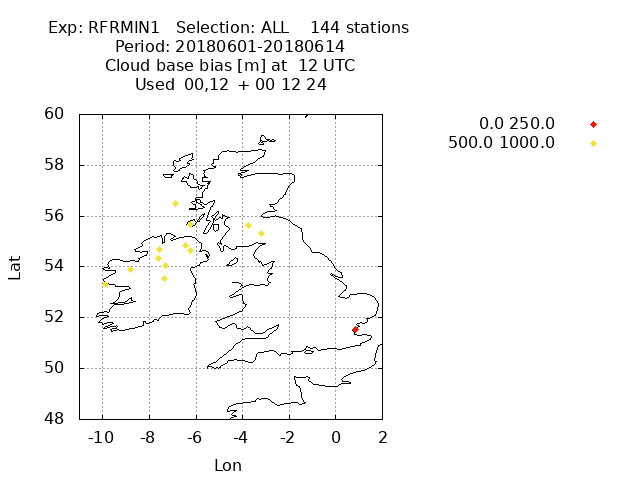 Exp: RFRMIN1   Selection: ALL    144 stations
Period: 20180601-20180614
Cloud base bias [m] at  12 UTC
Used  00,12  + 00 12 24
0.0 250.0
500.0 1000.0
60
58
56
54
52
50
48
Lat
-10 -8 -6 -4 -2 0 2
Lon